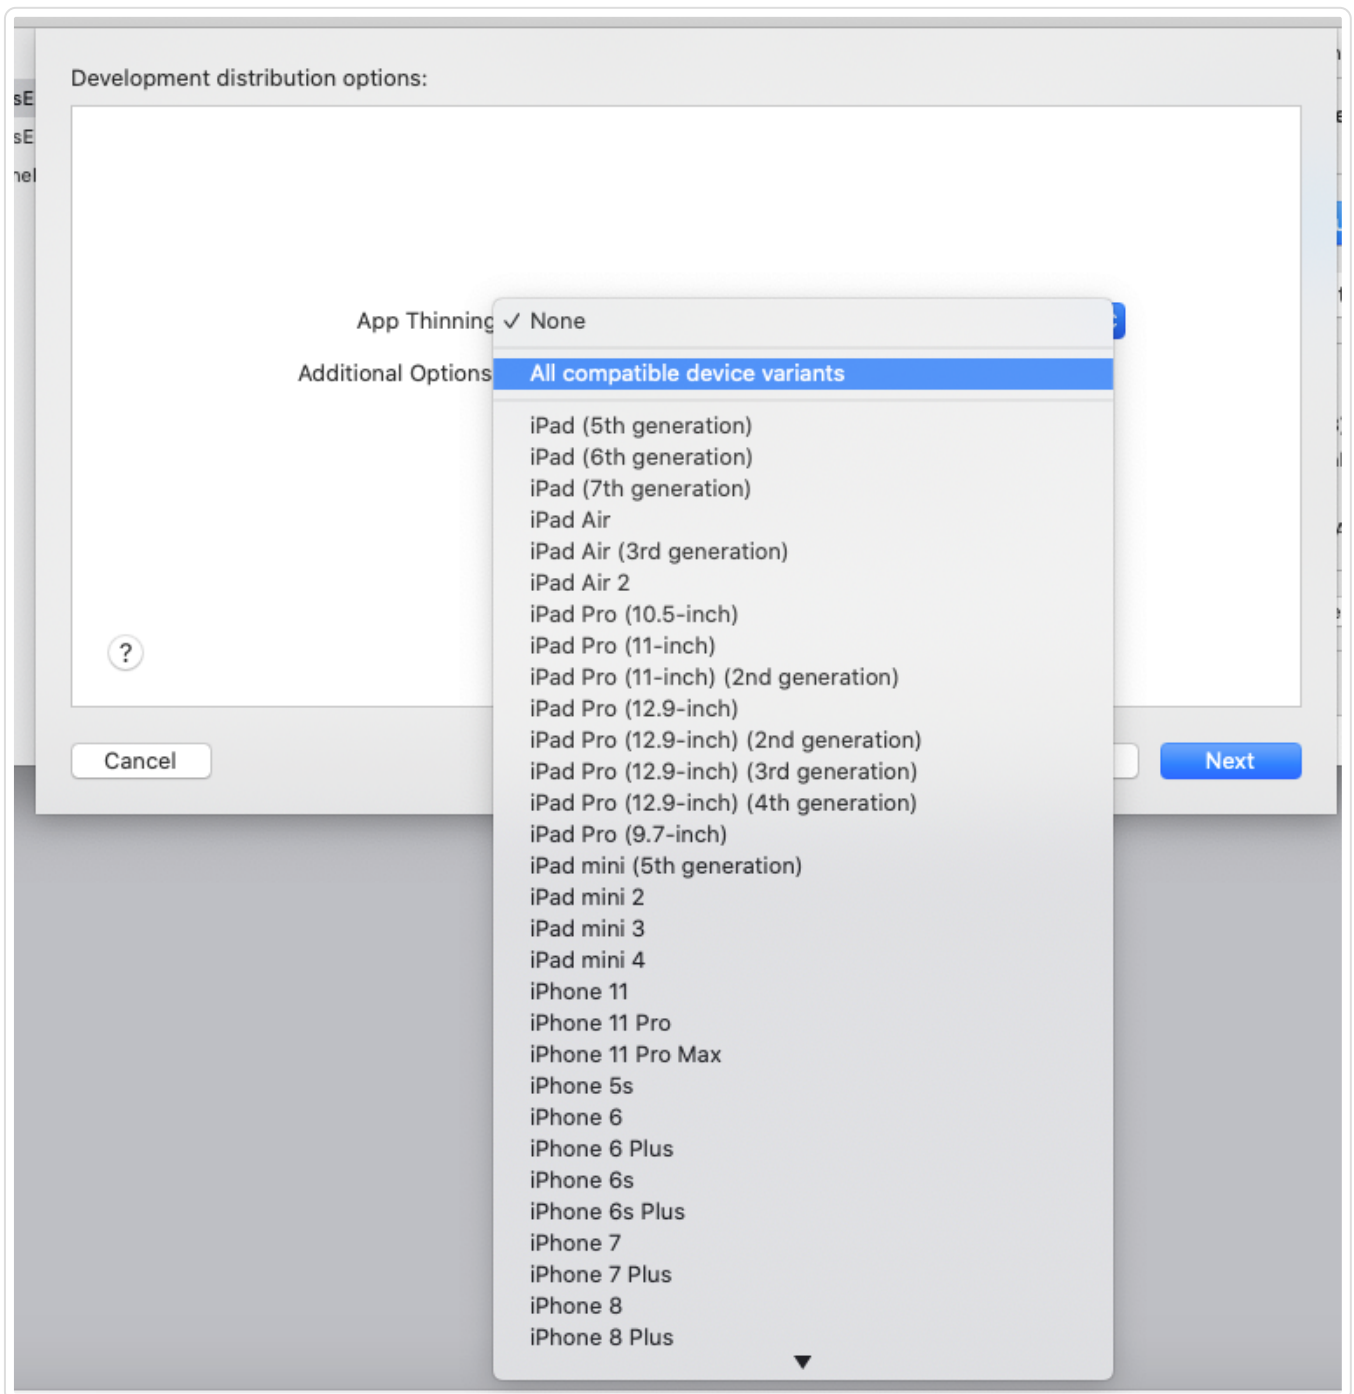 Development distribution options:
sE
sE
nel
App Thinning
✓ None
Additional Options
All compatible device variants
iPad (5th generation)
iPad (6th generation)
iPad (7th generation)
iPad Air
iPad Air (3rd generation)
iPad Air 2
iPad Pro (10.5-inch)
iPad Pro (11-inch)
iPad Pro (11-inch) (2nd generation)
iPad Pro (12.9-inch)
iPad Pro (12.9-inch) (2nd generation)
iPad Pro (12.9-inch) (3rd generation)
iPad Pro (12.9-inch) (4th generation)
iPad Pro (9.7-inch)
iPad mini (5th generation)
iPad mini 2
iPad mini 3
iPad mini 4
iPhone 11
iPhone 11 Pro
iPhone 11 Pro Max
iPhone 5s
iPhone 6
iPhone 6 Plus
iPhone 6s
iPhone 6s Plus
iPhone 7
iPhone 7 Plus
iPhone 8
iPhone 8 Plus
?
Cancel
Next